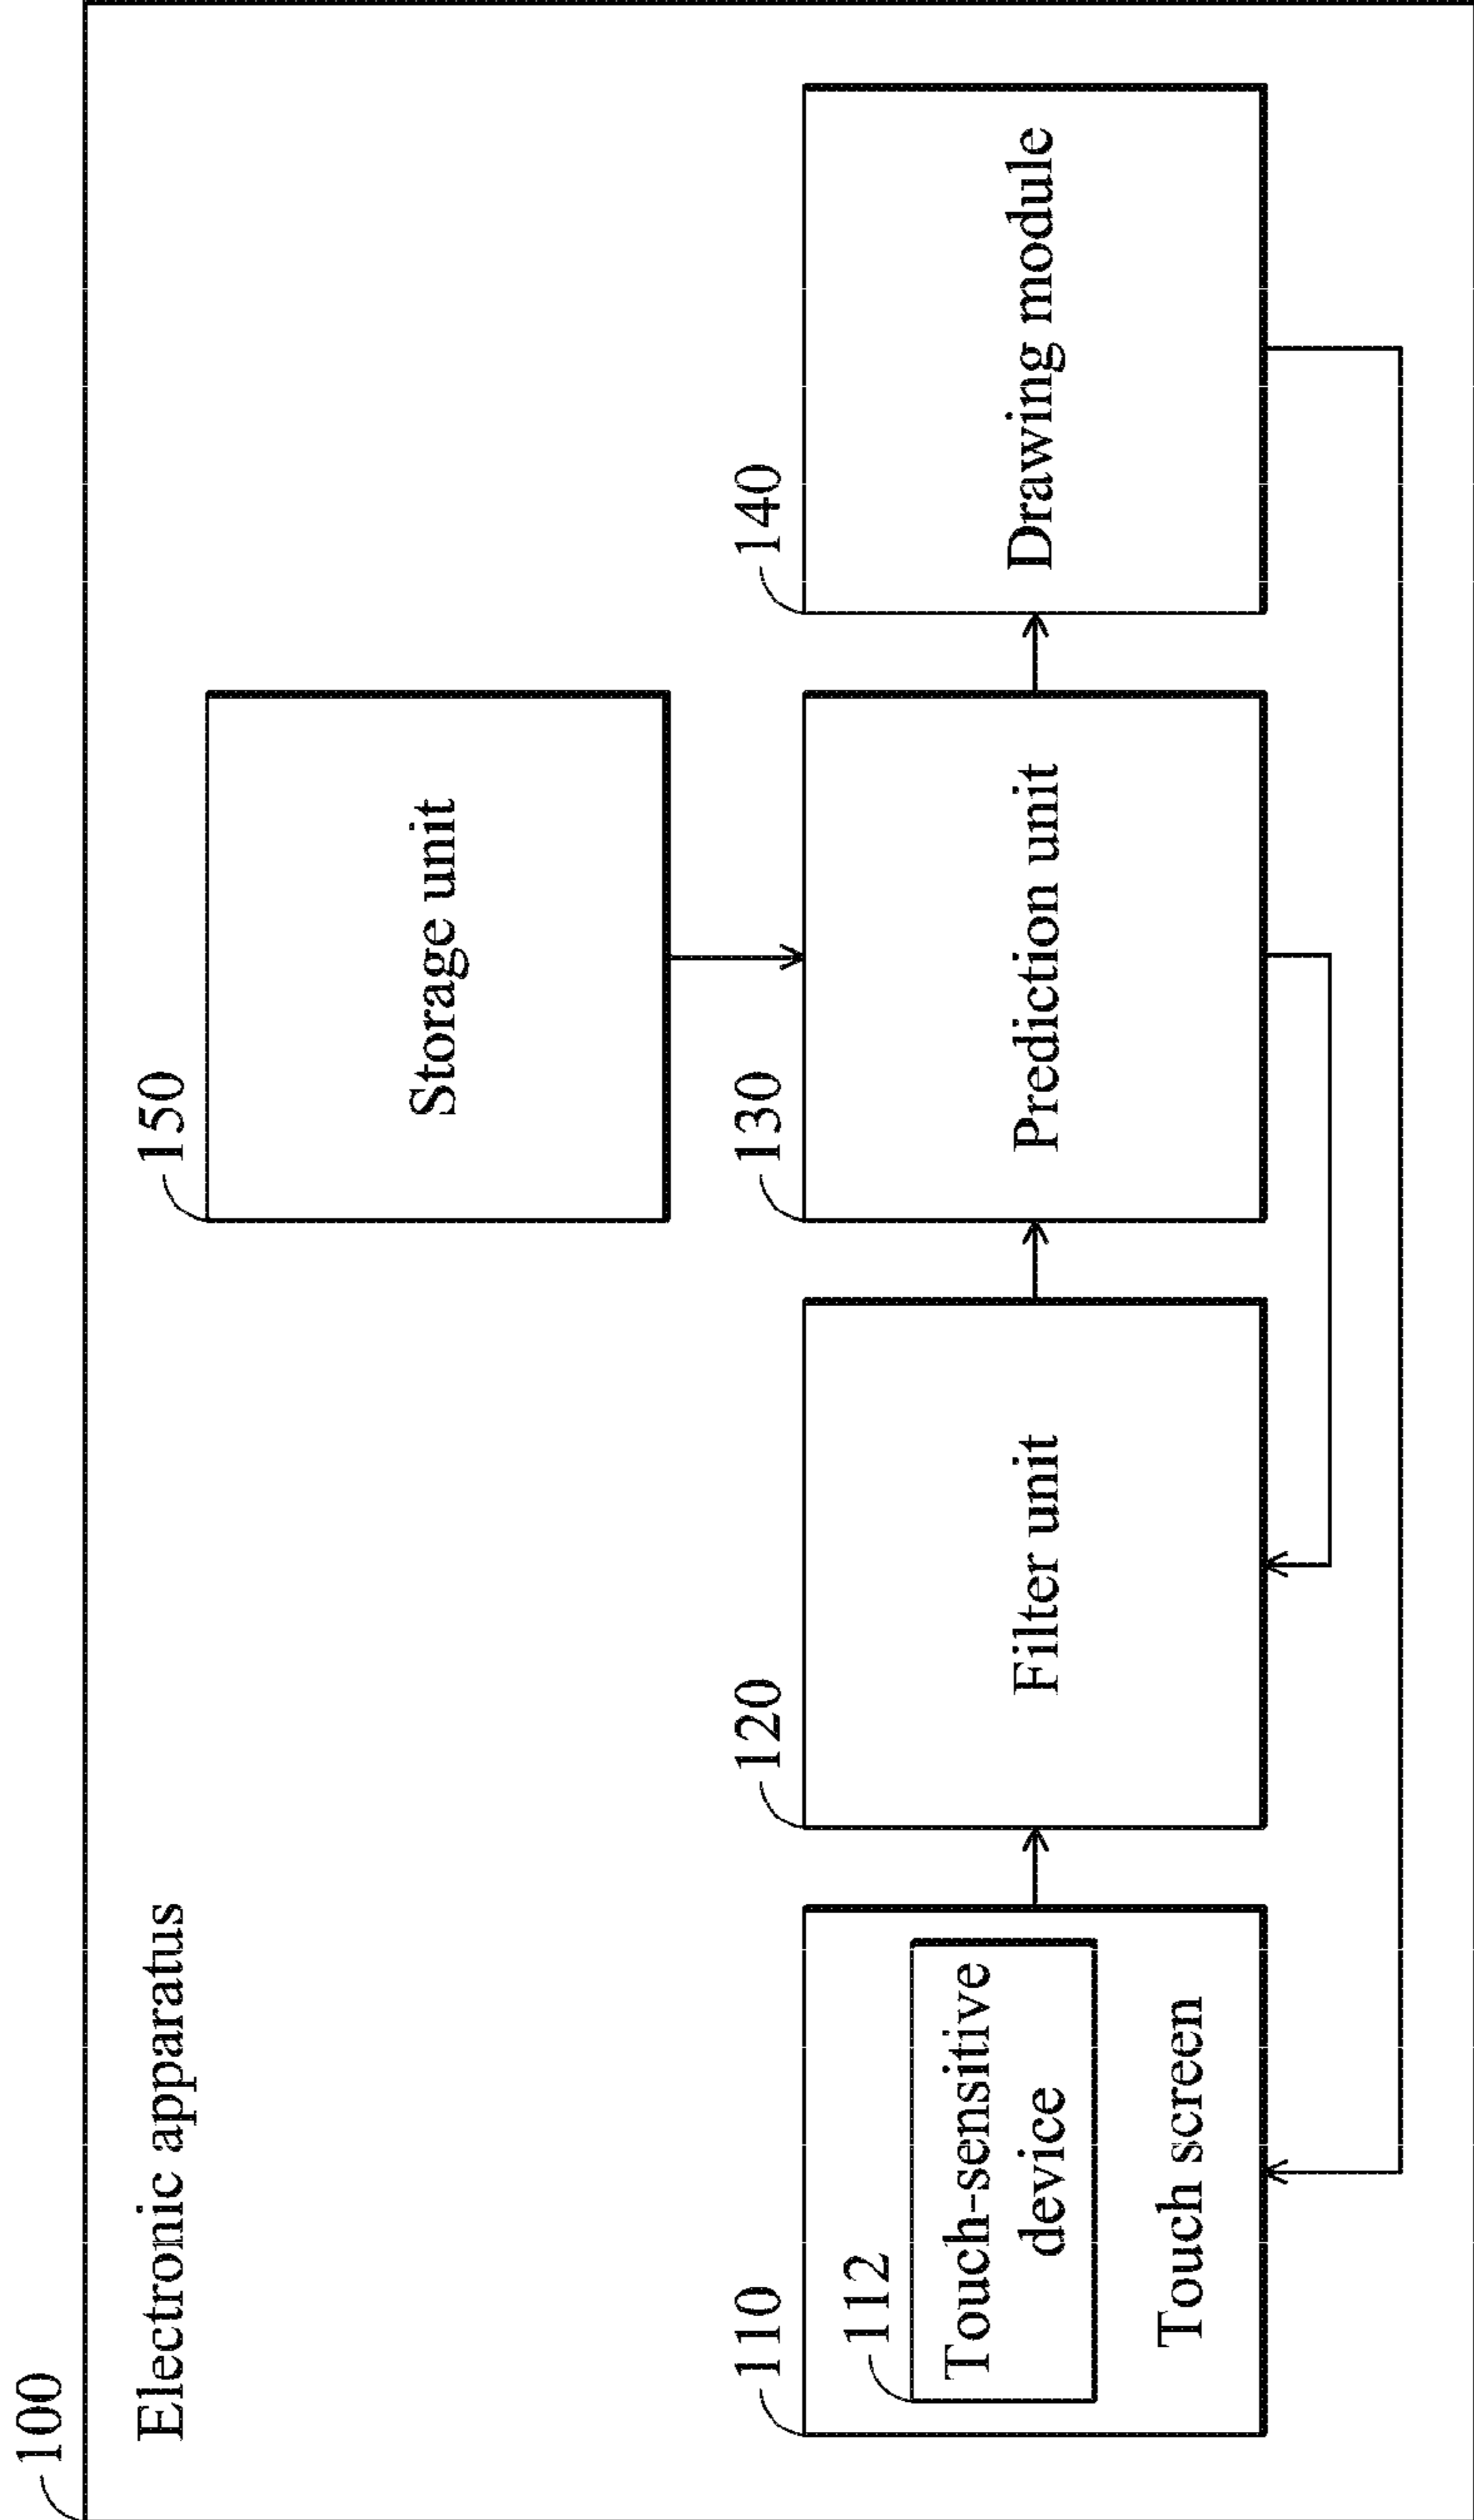 100
Electronic apparatus
150
Storage unit
110
112
Touch-sensitive
device
Touch screen
120
Filter unit
130
Prediction unit
140
Drawing module